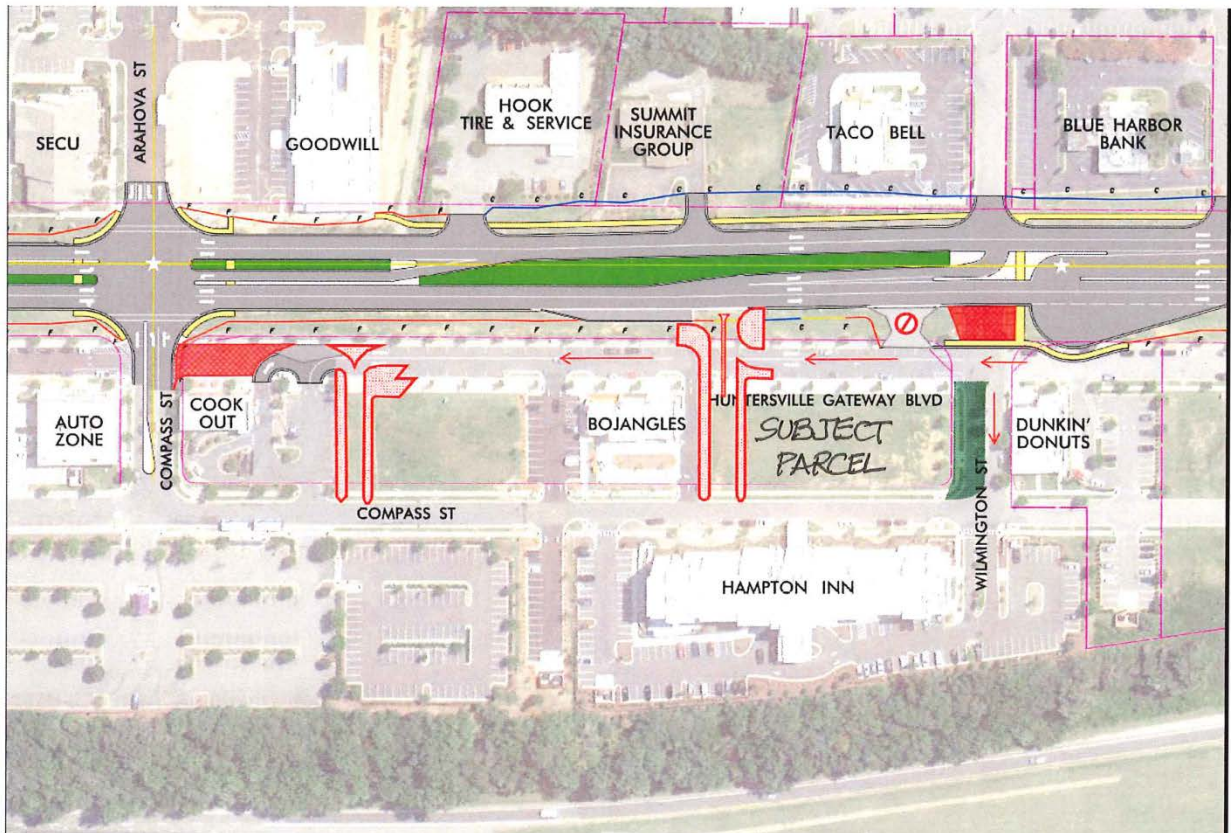 ARAHOVA ST
SECU
GOODWILL
HOOK
TIRE & SERVICE
SUMMIT
INSURANCE
GROUP
TACO BELL
BLUE HARBOR
BANK
C C C C C C C C C
F F F F F F
F F F F F F F F F F
AUTO
ZONE
COMPASS ST
COOK
OUT
BOJANGLES
HUNTERSVILLE GATEWAY BLVD
SUBJECT
PARCEL
DUNKIN'
DONUTS
COMPASS ST
WILMINGTON ST
HAMPTON INN